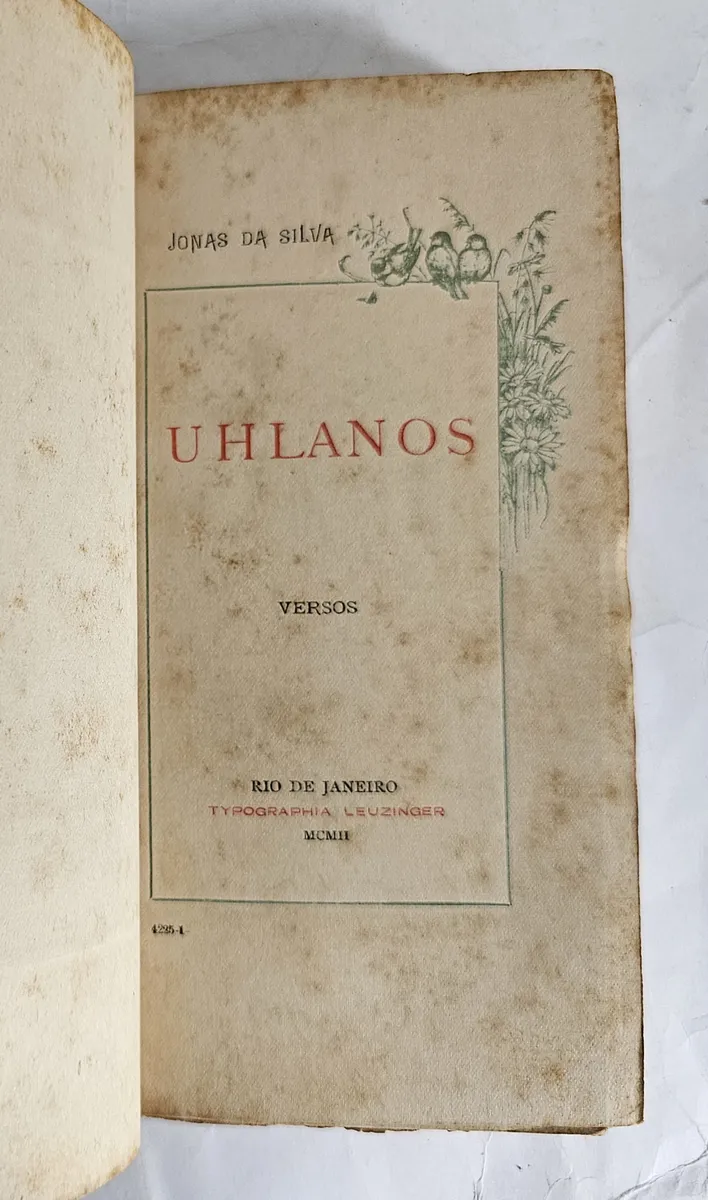 JONAS DA SILVA
UHLANOS
VERSOS
RIO DE JANEIRO
TYPOGRAPHIA LEUZINGER
MCMII
4225-1